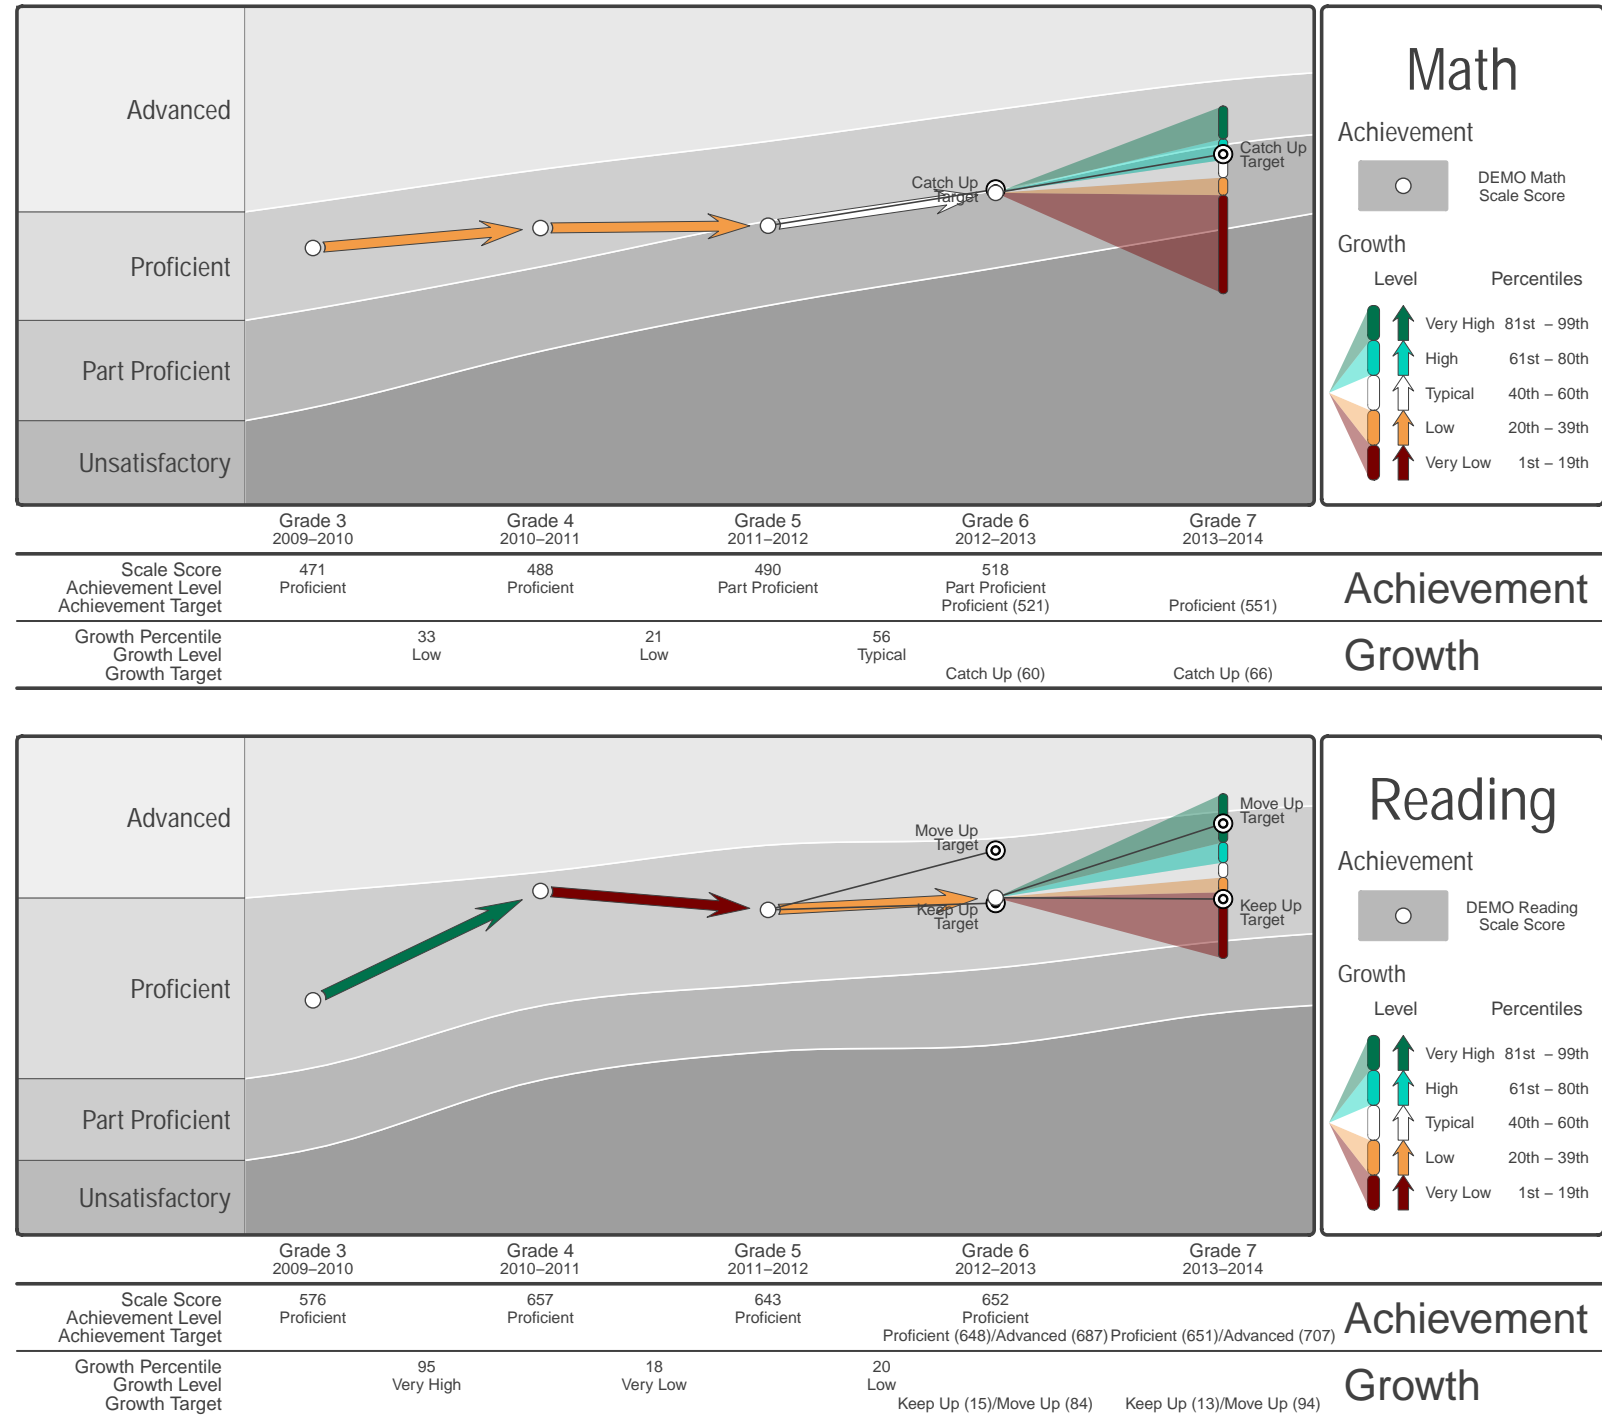 Advanced
Proficient
Part Proficient
Unsatisfactory
Catch Up
Target
Catch Up
Target
Math
Achievement
DEMO Math
Scale Score
Growth
Level Percentiles
Very High 81st – 99th
High 61st – 80th
Typical 40th – 60th
Low 20th – 39th
Very Low 1st – 19th
Grade 3 Grade 4 Grade 5 Grade 6 Grade 7
2009–2010 2010–2011 2011–2012 2012–2013 2013–2014
Scale Score 471 488 490 518
Achievement Level Proficient Proficient Part Proficient Part Proficient
Achievement Target Proficient (521) Proficient (551)
Achievement
Growth Percentile 33 21 56
Growth Level Low Low Typical
Growth Target Catch Up (60) Catch Up (66)
Growth
Advanced
Proficient
Part Proficient
Unsatisfactory
Move Up
Target
Keep Up
Target
Move Up
Target
Keep Up
Target
Reading
Achievement
DEMO Reading
Scale Score
Growth
Level Percentiles
Very High 81st – 99th
High 61st – 80th
Typical 40th – 60th
Low 20th – 39th
Very Low 1st – 19th
Grade 3 Grade 4 Grade 5 Grade 6 Grade 7
2009–2010 2010–2011 2011–2012 2012–2013 2013–2014
Scale Score 576 657 643 652
Achievement Level Proficient Proficient Proficient Proficient
Achievement Target Proficient (648)/Advanced (687) Proficient (651)/Advanced (707)
Achievement
Growth Percentile 95 18 20
Growth Level Very High Very Low Low
Growth Target Keep Up (15)/Move Up (84) Keep Up (13)/Move Up (94)
Growth